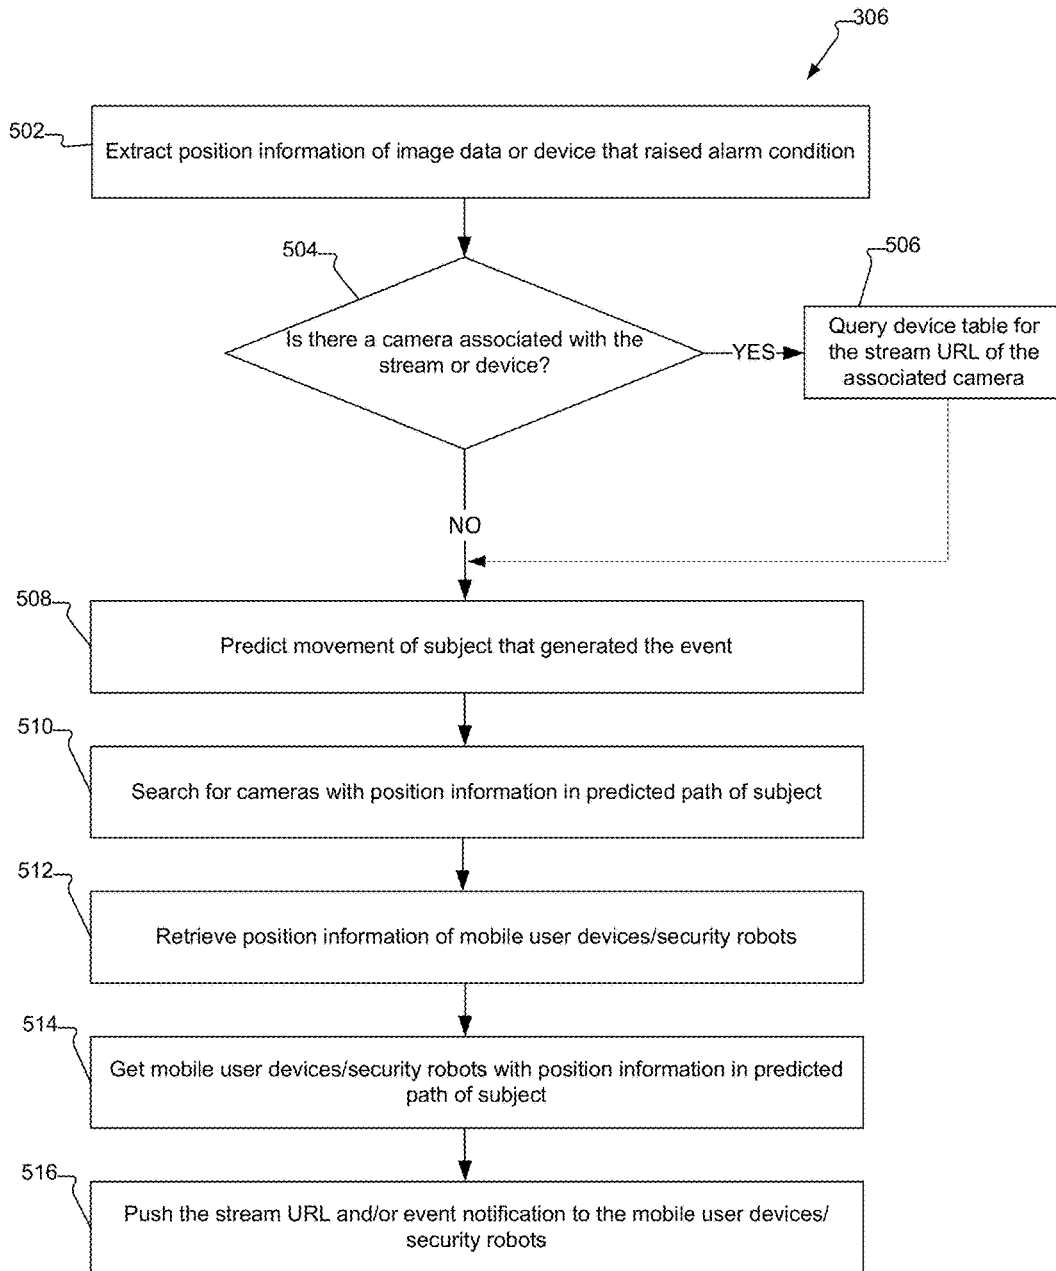 306
502
Extract position information of image data or device that raised alarm condition
504
506
Is there a camera associated with the
stream or device?
YES
Query device table for
the stream URL of the
associated camera
NO
508
Predict movement of subject that generated the event
510
Search for cameras with position information in predicted path of subject
512
Retrieve position information of mobile user devices/security robots
514
Get mobile user devices/security robots with position information in predicted
path of subject
516
Push the stream URL and/or event notification to the mobile user devices/
security robots